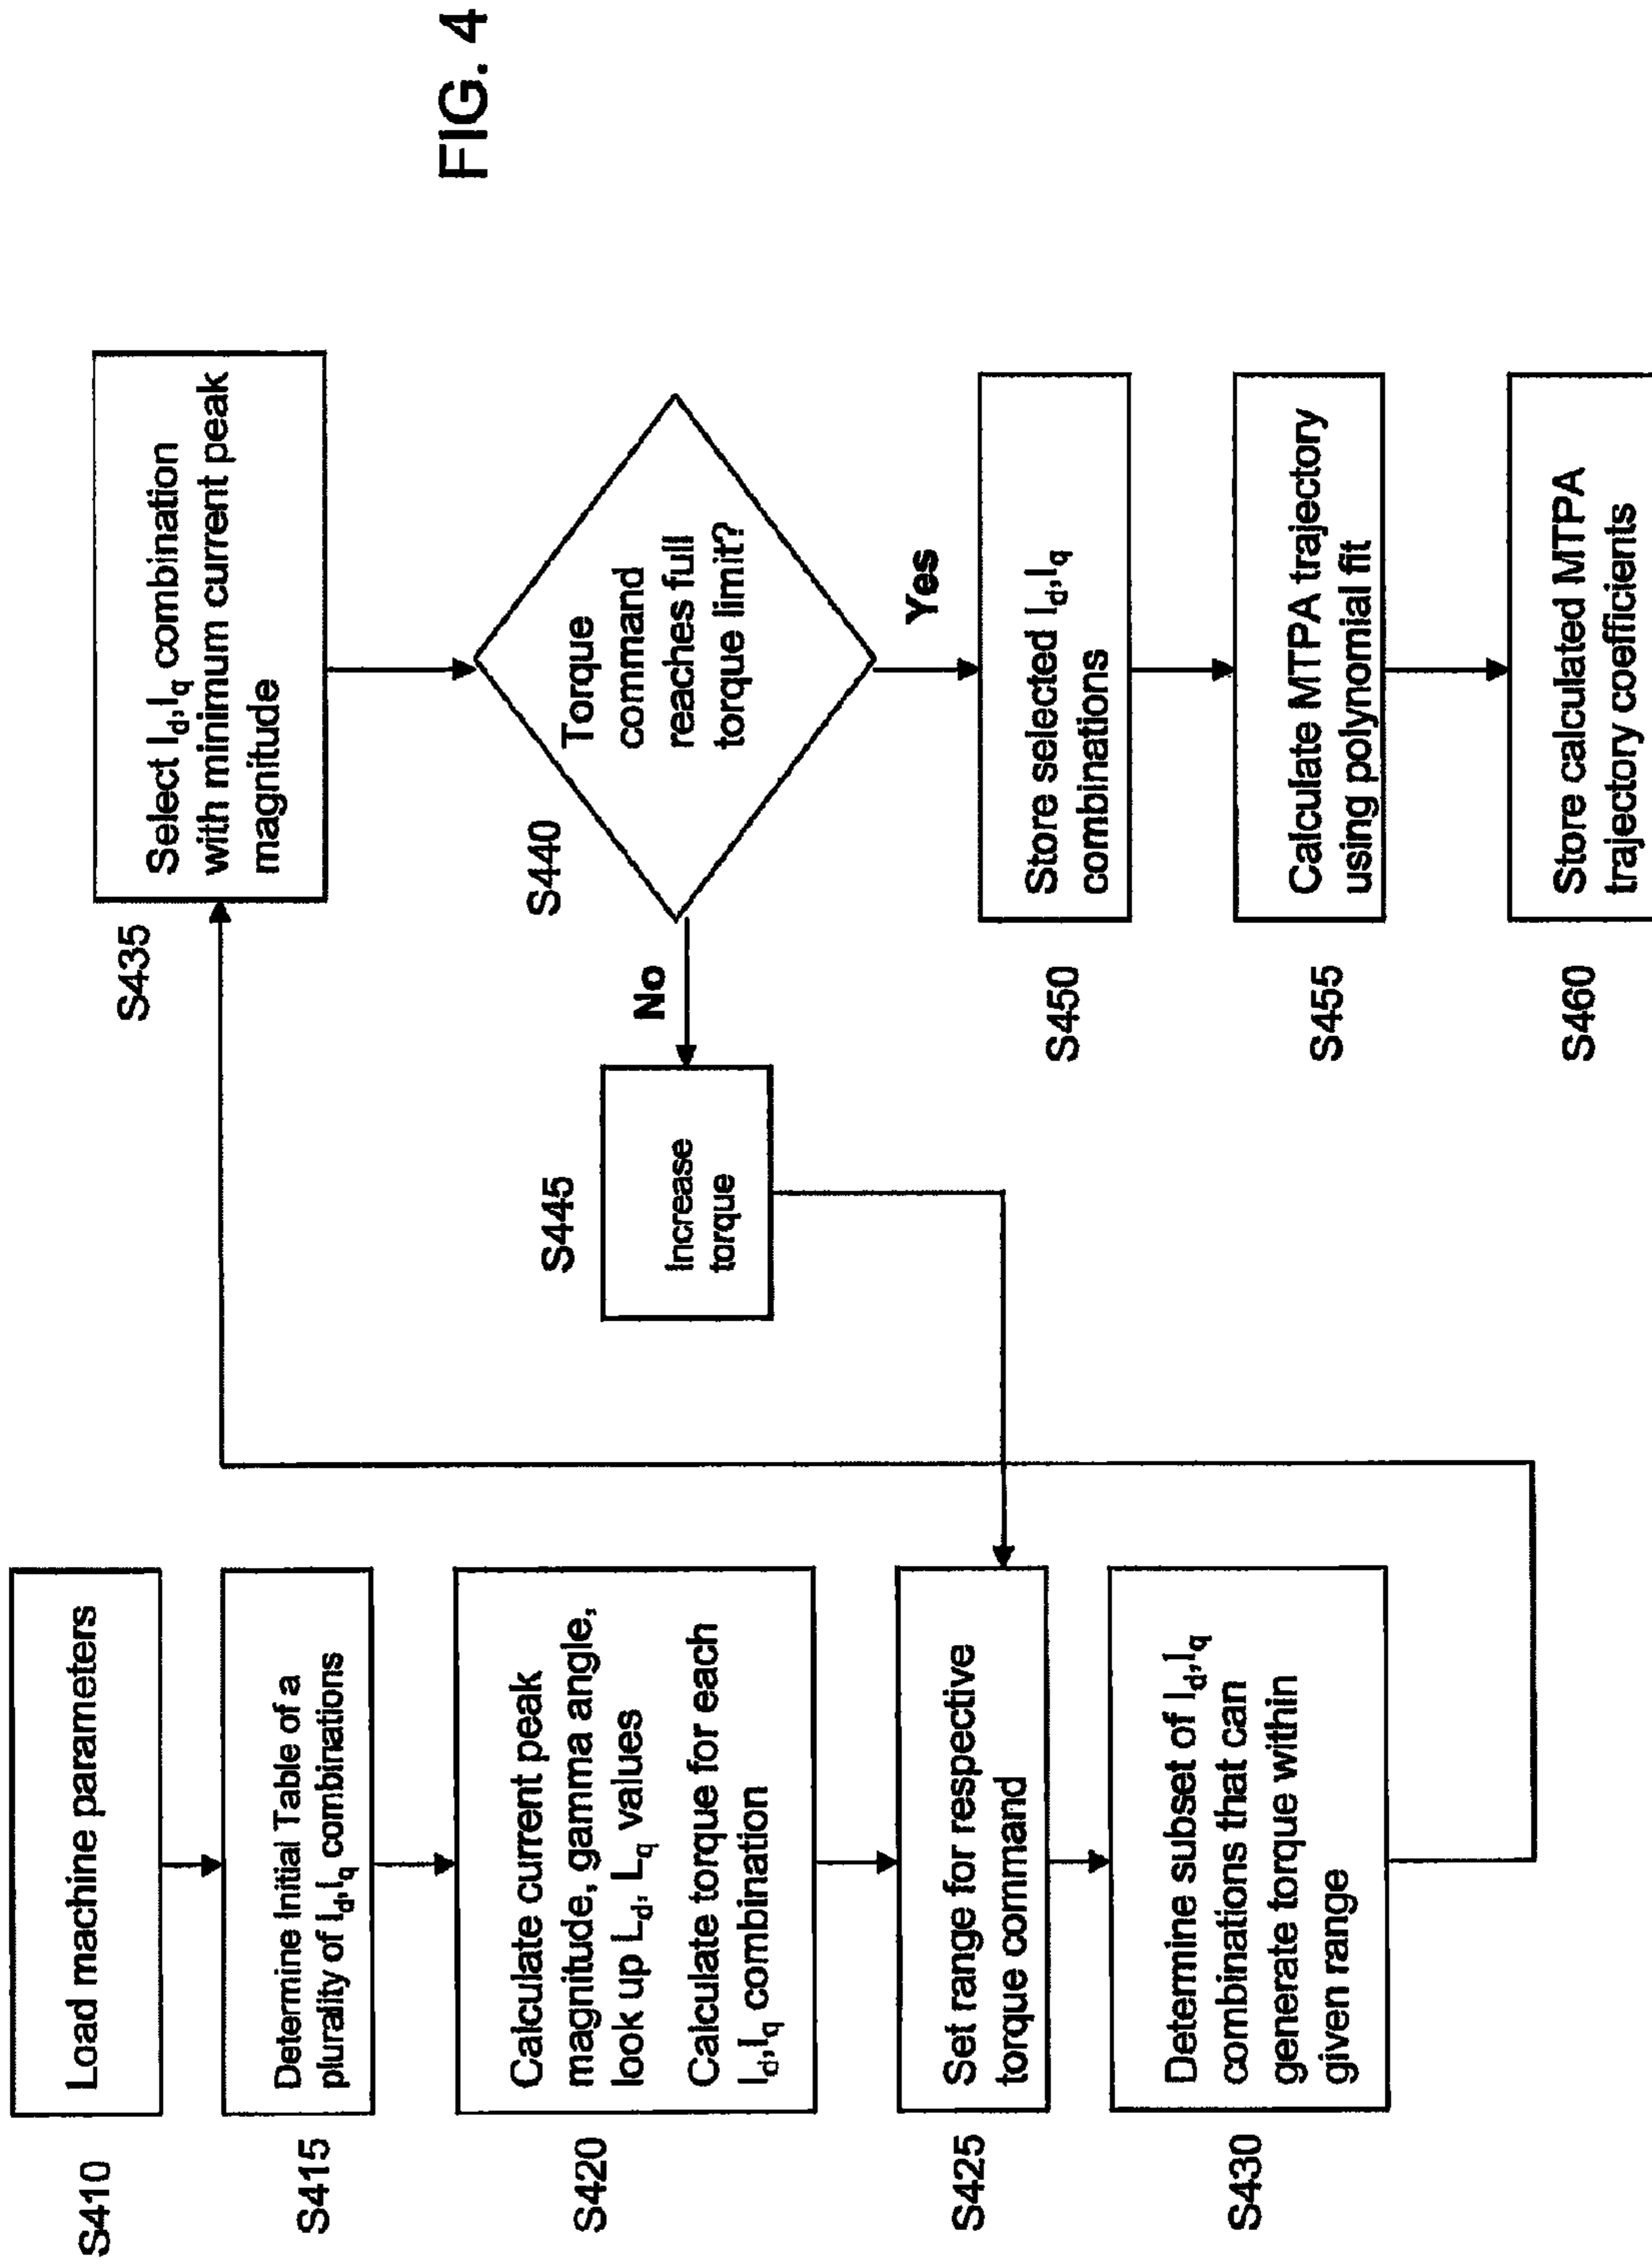 S410
Load machine parameters
S415
Determine Initial Table of a
plurality of Id,Iq combinations
S420
Calculate current peak
magnitude, gamma angle,
look up Ld, Lq values
Calculate torque for each
Id,Iq combination
S425
Set range for respective
torque command
S430
Determine subset of Id,Iq
combinations that can
generate torque within
given range
S435
Select Id,Iq combination
with minimum current peak
magnitude
S440
Torque
command
reaches full
torque limit?
No
S445
Increase
torque
Yes
S450
Store selected Id,Iq
combinations
S455
Calculate MTPA trajectory
using polynomial fit
S460
Store calculated MTPA
trajectory coefficients
FIG. 4